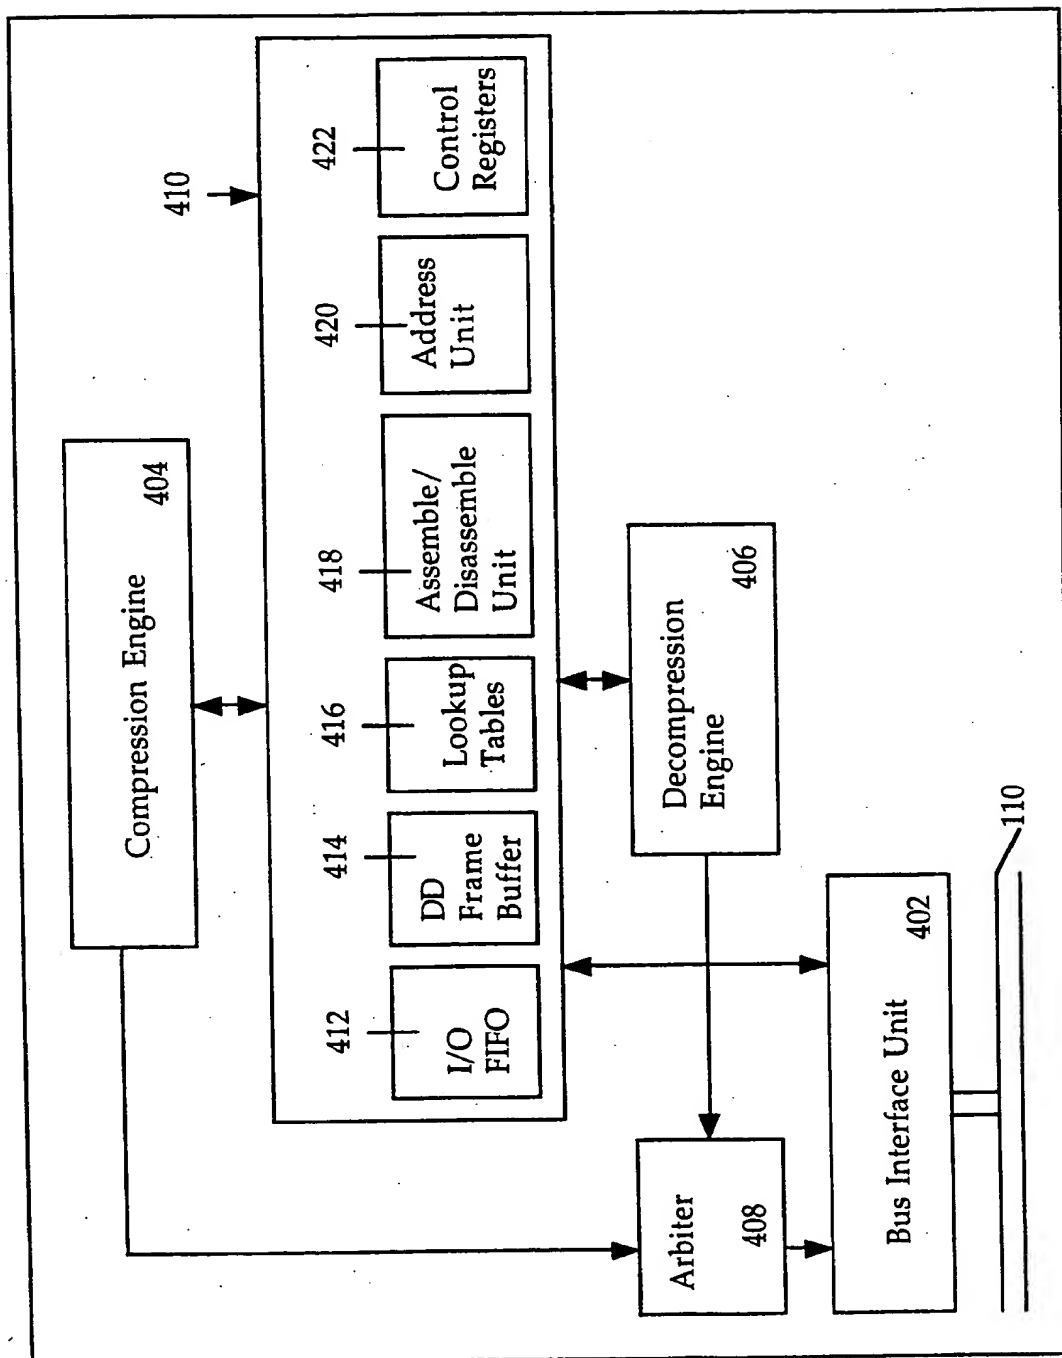 Compression Engine
404
410
412
414
416
418
420
422
I/O
FIFO
DD
Frame
Buffer
Lookup
Tables
Assemble/
Disassemble
Unit
Address
Unit
Control
Registers
Arbiter
408
Decompression
Engine
406
Bus Interface Unit
402
110